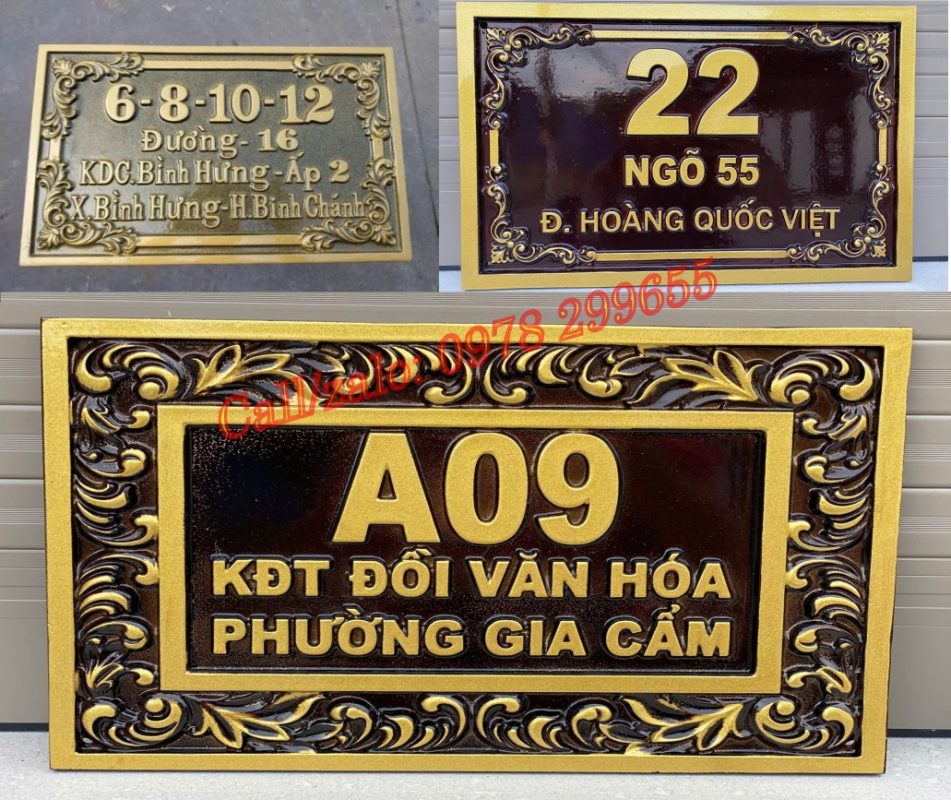 6-8-10-12
Đường- 16
KDC.Bình Hưng -Ấp 2
X.Bình Hưng-H.Bình Chánh
22
NGÕ 55
Đ. HOÀNG QUỐC VIỆT
Call/zalo: 0978 299655
A09
KĐT ĐỒI VĂN HÓA
PHƯỜNG GIA CẨM